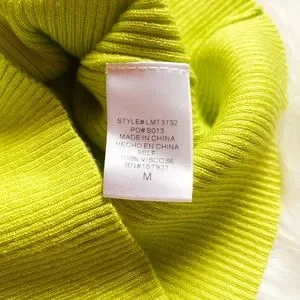 STYLE# LMT3132
PO# S013
MADE IN CHINA
HECHO EN CHINA
SELF
100% VISCOSE
RN#157937
M